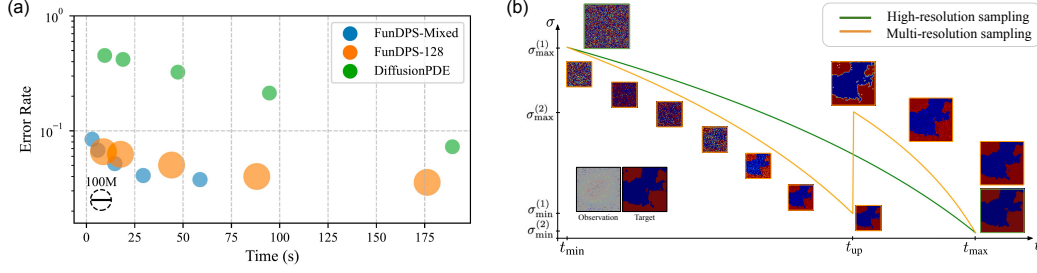 (a)
10⁰
10⁻¹
Error Rate
FunDPS-Mixed
FunDPS-128
DiffusionPDE
100M
0 25 50 75 100 125 150 175
Time (s)
(b)
σ
σ_max^(1)
σ_max^(2)
σ_min^(1)
σ_min^(2)
High-resolution sampling
Multi-resolution sampling
Observation Target
t_min t_up t_max t